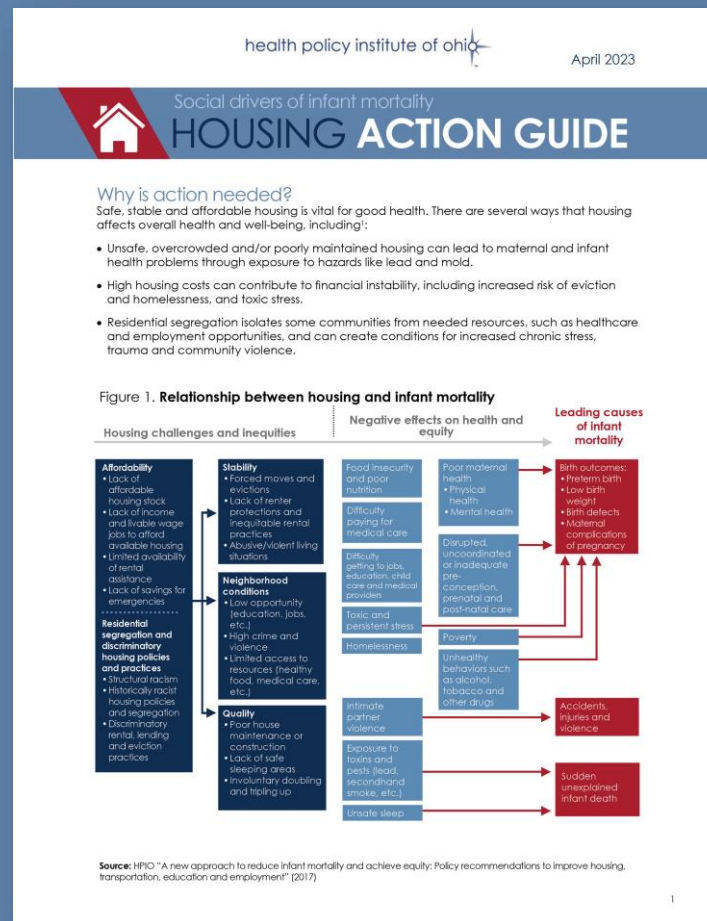 health policy institute of ohio
April 2023
Social drivers of infant mortality
HOUSING ACTION GUIDE
Why is action needed?
Safe, stable and affordable housing is vital for good health. There are several ways that housing
affects overall health and well-being, including¹:
• Unsafe, overcrowded and/or poorly maintained housing can lead to maternal and infant
health problems through exposure to hazards like lead and mold.
• High housing costs can contribute to financial instability, including increased risk of eviction
and homelessness, and toxic stress.
• Residential segregation isolates some communities from needed resources, such as healthcare
and employment opportunities, and can create conditions for increased chronic stress,
trauma and community violence.
Figure 1. Relationship between housing and infant mortality
Housing challenges and inequities
Negative effects on health and
equity
Leading causes
of infant
mortality
Affordability
• Lack of
affordable
housing stock
• Lack of income
and livable wage
jobs to afford
available housing
• Limited availability
of rental
assistance
• Lack of savings for
emergencies
Residential
segregation and
discriminatory
housing policies
and practices
• Structural racism
• Historically racist
housing policies
and segregation
• Discriminatory
rental, lending
and eviction
practices
Stability
• Forced moves and
evictions
• Lack of renter
protections and
inequitable rental
practices
• Abusive/violent living
situations
Neighborhood
conditions
• Low opportunity
(education, jobs,
etc.)
• High crime and
violence
• Limited access to
resources (healthy
food, medical care,
etc.)
Quality
• Poor house
maintenance or
construction
• Lack of safe
sleeping areas
• Involuntary doubling
and tripling up
Food insecurity
and poor
nutrition
Difficulty
paying for
medical care
Difficulty
getting to jobs,
education, child
care and medical
providers
Toxic and
persistent stress
Homelessness
Intimate
partner
violence
Exposure to
toxins and
pests (lead,
secondhand
smoke, etc.)
Unsafe sleep
Poor maternal
health
• Physical
health
• Mental health
Disrupted,
uncoordinated
or inadequate
pre-
conception,
prenatal and
post-natal care
Poverty
Unhealthy
behaviors such
as alcohol,
tobacco and
other drugs
Birth outcomes:
• Preterm birth
• Low birth
weight
• Birth defects
• Maternal
complications
of pregnancy
Accidents,
injuries and
violence
Sudden
unexplained
infant death
Source: HPIO "A new approach to reduce infant mortality and achieve equity: Policy recommendations to improve housing,
transportation, education and employment" (2017)
1